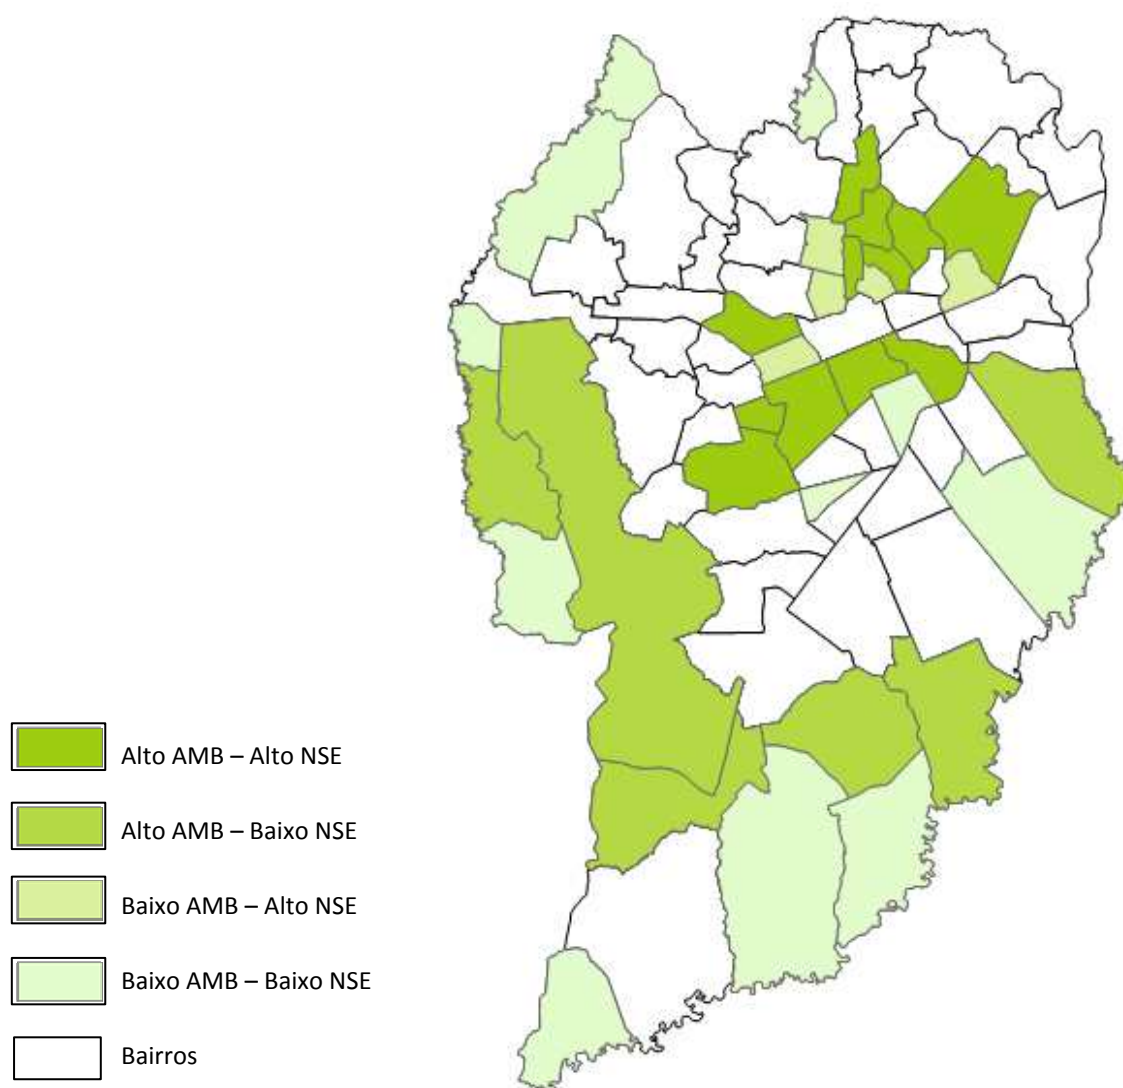 Alto AMB – Alto NSE
Alto AMB – Baixo NSE
Baixo AMB – Alto NSE
Baixo AMB – Baixo NSE
Bairros